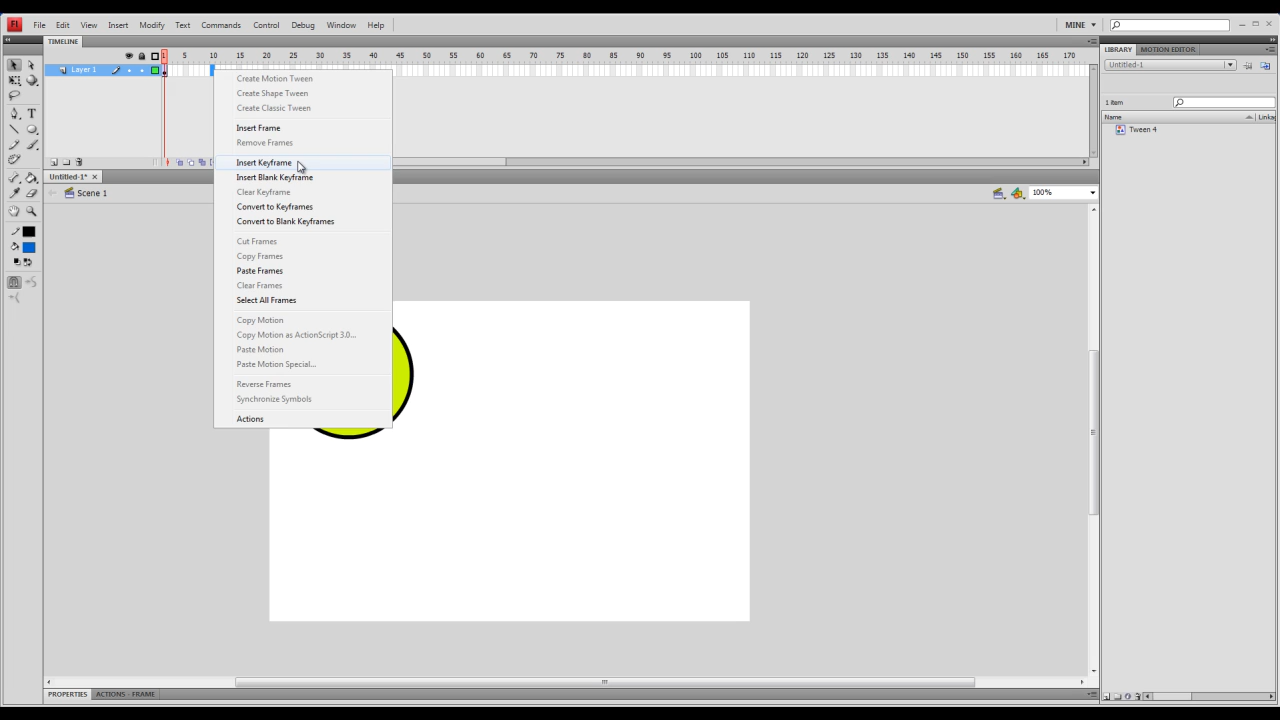 Fl File Edit View Insert Modify Text Commands Control Debug Window Help MINE
TIMELINE
LIBRARY MOTION EDITOR
5 10 15 20 25 30 35 40 45 50 55 60 65 70 75 80 85 90 95 100 105 110 115 120 125 130 135 140 145 150 155 160 165 170
Untitled-1
Layer 1
1 item
Name Linkag
Tween 4
Create Motion Tween
Create Shape Tween
Create Classic Tween
Insert Frame
Remove Frames
Insert Keyframe
Insert Blank Keyframe
Clear Keyframe
Convert to Keyframes
Convert to Blank Keyframes
Cut Frames
Copy Frames
Paste Frames
Clear Frames
Select All Frames
Copy Motion
Copy Motion as ActionScript 3.0...
Paste Motion
Paste Motion Special...
Reverse Frames
Synchronize Symbols
Actions
Untitled-1*
Scene 1
100%
PROPERTIES ACTIONS - FRAME